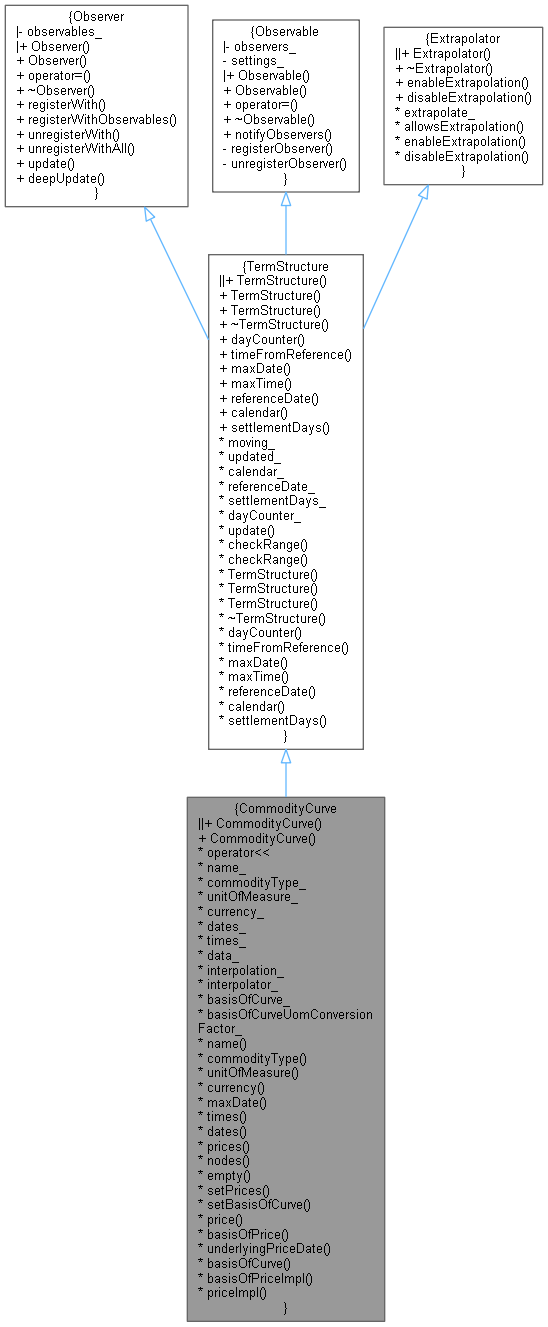 {Observer
|- observables_
|+ Observer()
+ Observer()
+ operator=()
+ ~Observer()
+ registerWith()
+ registerWithObservables()
+ unregisterWith()
+ unregisterWithAll()
+ update()
+ deepUpdate()
}
{Observable
|- observers_
- settings_
|+ Observable()
+ Observable()
+ operator=()
+ ~Observable()
+ notifyObservers()
- registerObserver()
- unregisterObserver()
}
{Extrapolator
||+ Extrapolator()
+ ~Extrapolator()
+ enableExtrapolation()
+ disableExtrapolation()
* extrapolate_
* allowsExtrapolation()
* enableExtrapolation()
* disableExtrapolation()
}
{TermStructure
||+ TermStructure()
+ TermStructure()
+ TermStructure()
+ ~TermStructure()
+ dayCounter()
+ timeFromReference()
+ maxDate()
+ maxTime()
+ referenceDate()
+ calendar()
+ settlementDays()
* moving_
* updated_
* calendar_
* referenceDate_
* settlementDays_
* dayCounter_
* update()
* checkRange()
* checkRange()
* TermStructure()
* TermStructure()
* TermStructure()
* ~TermStructure()
* dayCounter()
* timeFromReference()
* maxDate()
* maxTime()
* referenceDate()
* calendar()
* settlementDays()
}
{CommodityCurve
||+ CommodityCurve()
+ CommodityCurve()
* operator<<
* name_
* commodityType_
* unitOfMeasure_
* currency_
* dates_
* times_
* data_
* interpolation_
* interpolator_
* basisOfCurve_
* basisOfCurveUomConversion
Factor_
* name()
* commodityType()
* unitOfMeasure()
* currency()
* maxDate()
* times()
* dates()
* prices()
* nodes()
* empty()
* setPrices()
* setBasisOfCurve()
* price()
* basisOfPrice()
* underlyingPriceDate()
* basisOfCurve()
* basisOfPriceImpl()
* priceImpl()
}